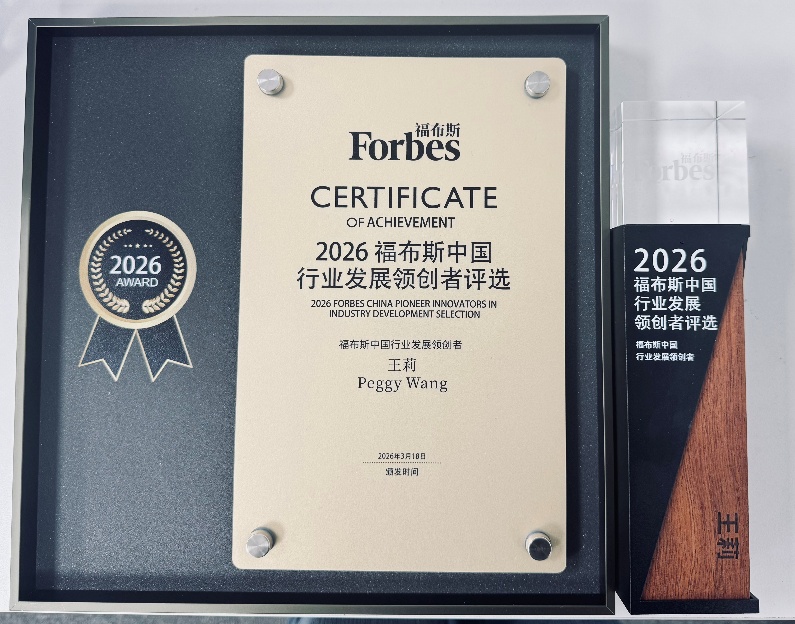 2026
AWARD
福布斯
Forbes
CERTIFICATE
OF ACHIEVEMENT
2026 福布斯中国
行业发展领创者评选
2026 FORBES CHINA PIONEER INNOVATORS IN
INDUSTRY DEVELOPMENT SELECTION
福布斯中国行业发展领创者
王莉
Peggy Wang
2026年3月18日
颁发时间
福布斯
Forbes
2026
福布斯中国
行业发展
领创者评选
福布斯中国
行业发展领创者
王莉